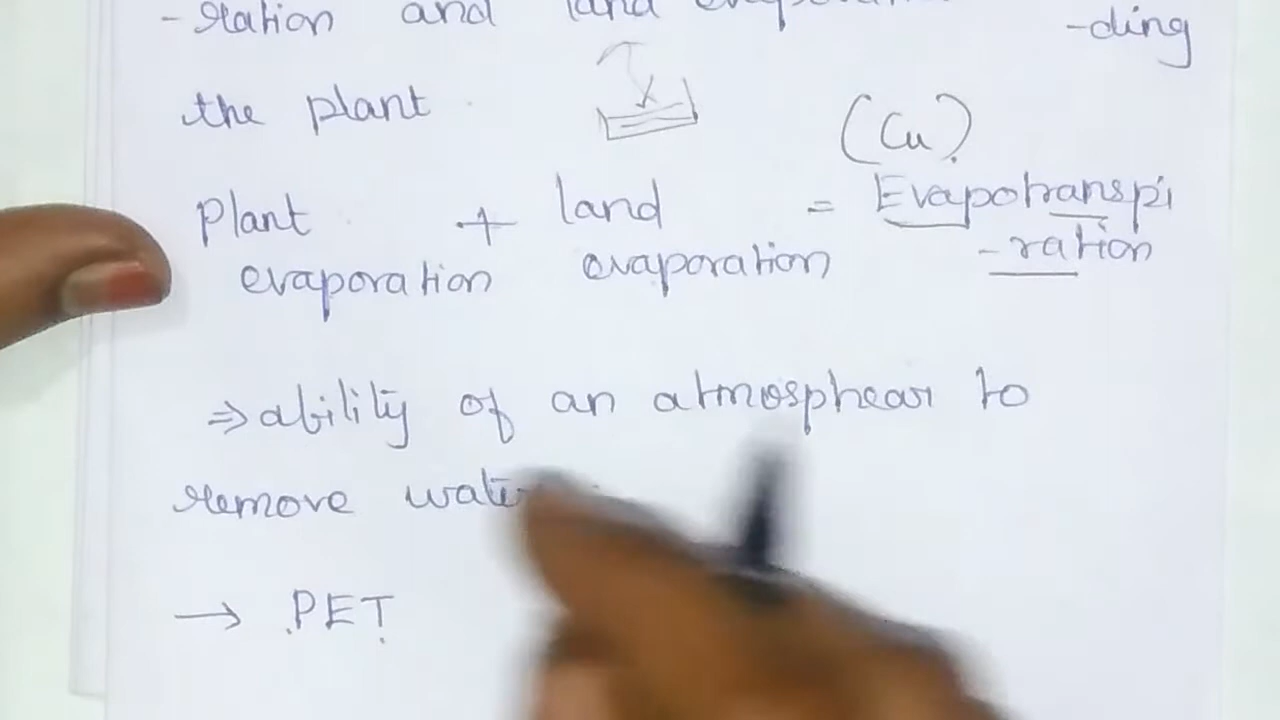 -ration and land
-ding
the plant
(Cu)
Plant + land = Evapotranspi
evaporation evaporation -ration
⇒ ability of an atmosphear to
remove
→ PET